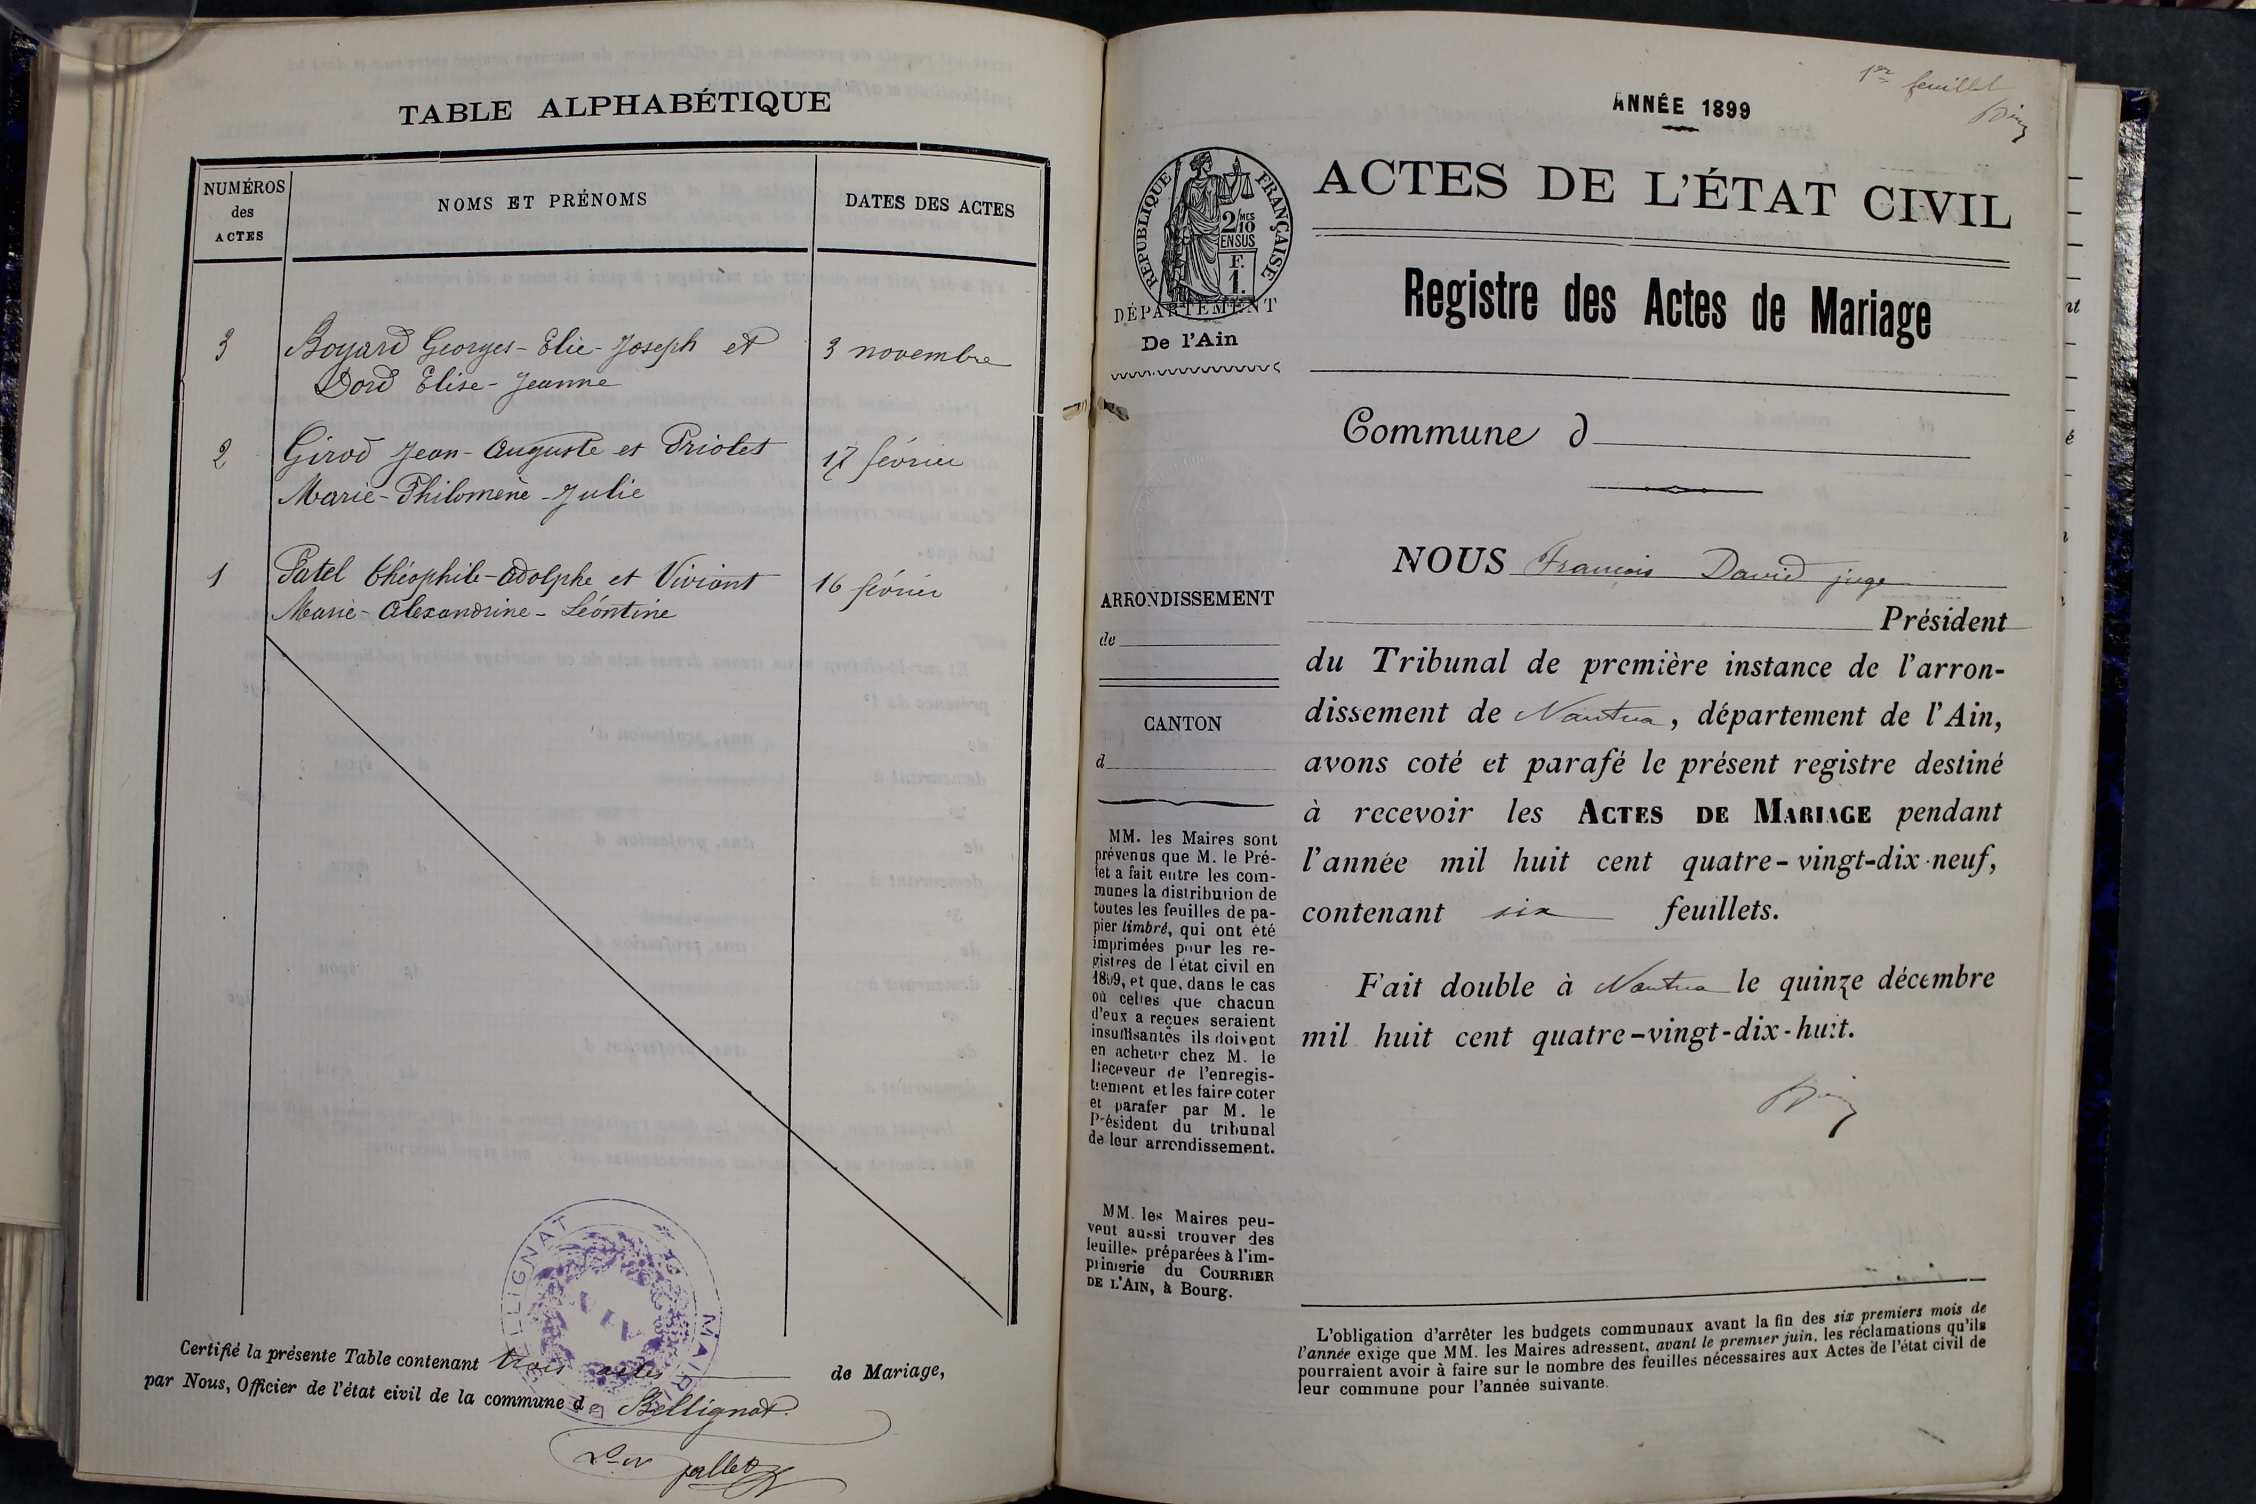 TABLE ALPHABÉTIQUE
NUMÉROS
des
ACTES
NOMS ET PRÉNOMS
DATES DES ACTES
3
Boyard Georges-Elie-Joseph et
3 novembre
Dord Elise-Jeanne
2
Girod Jean-Auguste et Priolet
17 février
Marie-Philomène-Julie
1
Patel Théophile-Adolphe et Viviant
16 février
Marie-Alexandrine-Léontine
Certifié la présente Table contenant trois actes de Mariage,
par Nous, Officier de l'état civil de la commune de Bellignat.
MAIRIE
BELLIGNAT
AIN
1er feuillet
ANNÉE 1899
RÉPUBLIQUE FRANÇAISE
2/10 MES
EN SUS
F.
1.
DÉPARTEMENT
De l'Ain
ACTES DE L'ÉTAT CIVIL
Registre des Actes de Mariage
Commune d
NOUS François David juge
Président
du Tribunal de première instance de l'arron-
dissement de Nantua, département de l'Ain,
avons coté et parafé le présent registre destiné
à recevoir les ACTES DE MARIAGE pendant
l'année mil huit cent quatre-vingt-dix-neuf,
contenant six feuillets.
Fait double à Nantua le quinze décembre
mil huit cent quatre-vingt-dix-huit.
ARRONDISSEMENT
de
CANTON
d
MM. les Maires sont
prévenus que M. le Pré-
fet a fait entre les com-
munes la distribution de
toutes les feuilles de pa-
pier timbré, qui ont été
imprimées pour les re-
gistres de l'état civil en
1899, et que, dans le cas
où celles que chacun
d'eux a reçues seraient
insuffisantes ils doivent
en acheter chez M. le
Receveur de l'enregis-
trement et les faire coter
et parafer par M. le
Président du tribunal
de leur arrondissement.
MM. les Maires peu-
vent aussi trouver des
feuilles préparées à l'im-
primerie du COURRIER
DE L'AIN, à Bourg.
L'obligation d'arrêter les budgets communaux avant la fin des six premiers mois de
l'année exige que MM. les Maires adressent, avant le premier juin, les réclamations qu'ils
pourraient avoir à faire sur le nombre des feuilles nécessaires aux Actes de l'état civil de
leur commune pour l'année suivante.